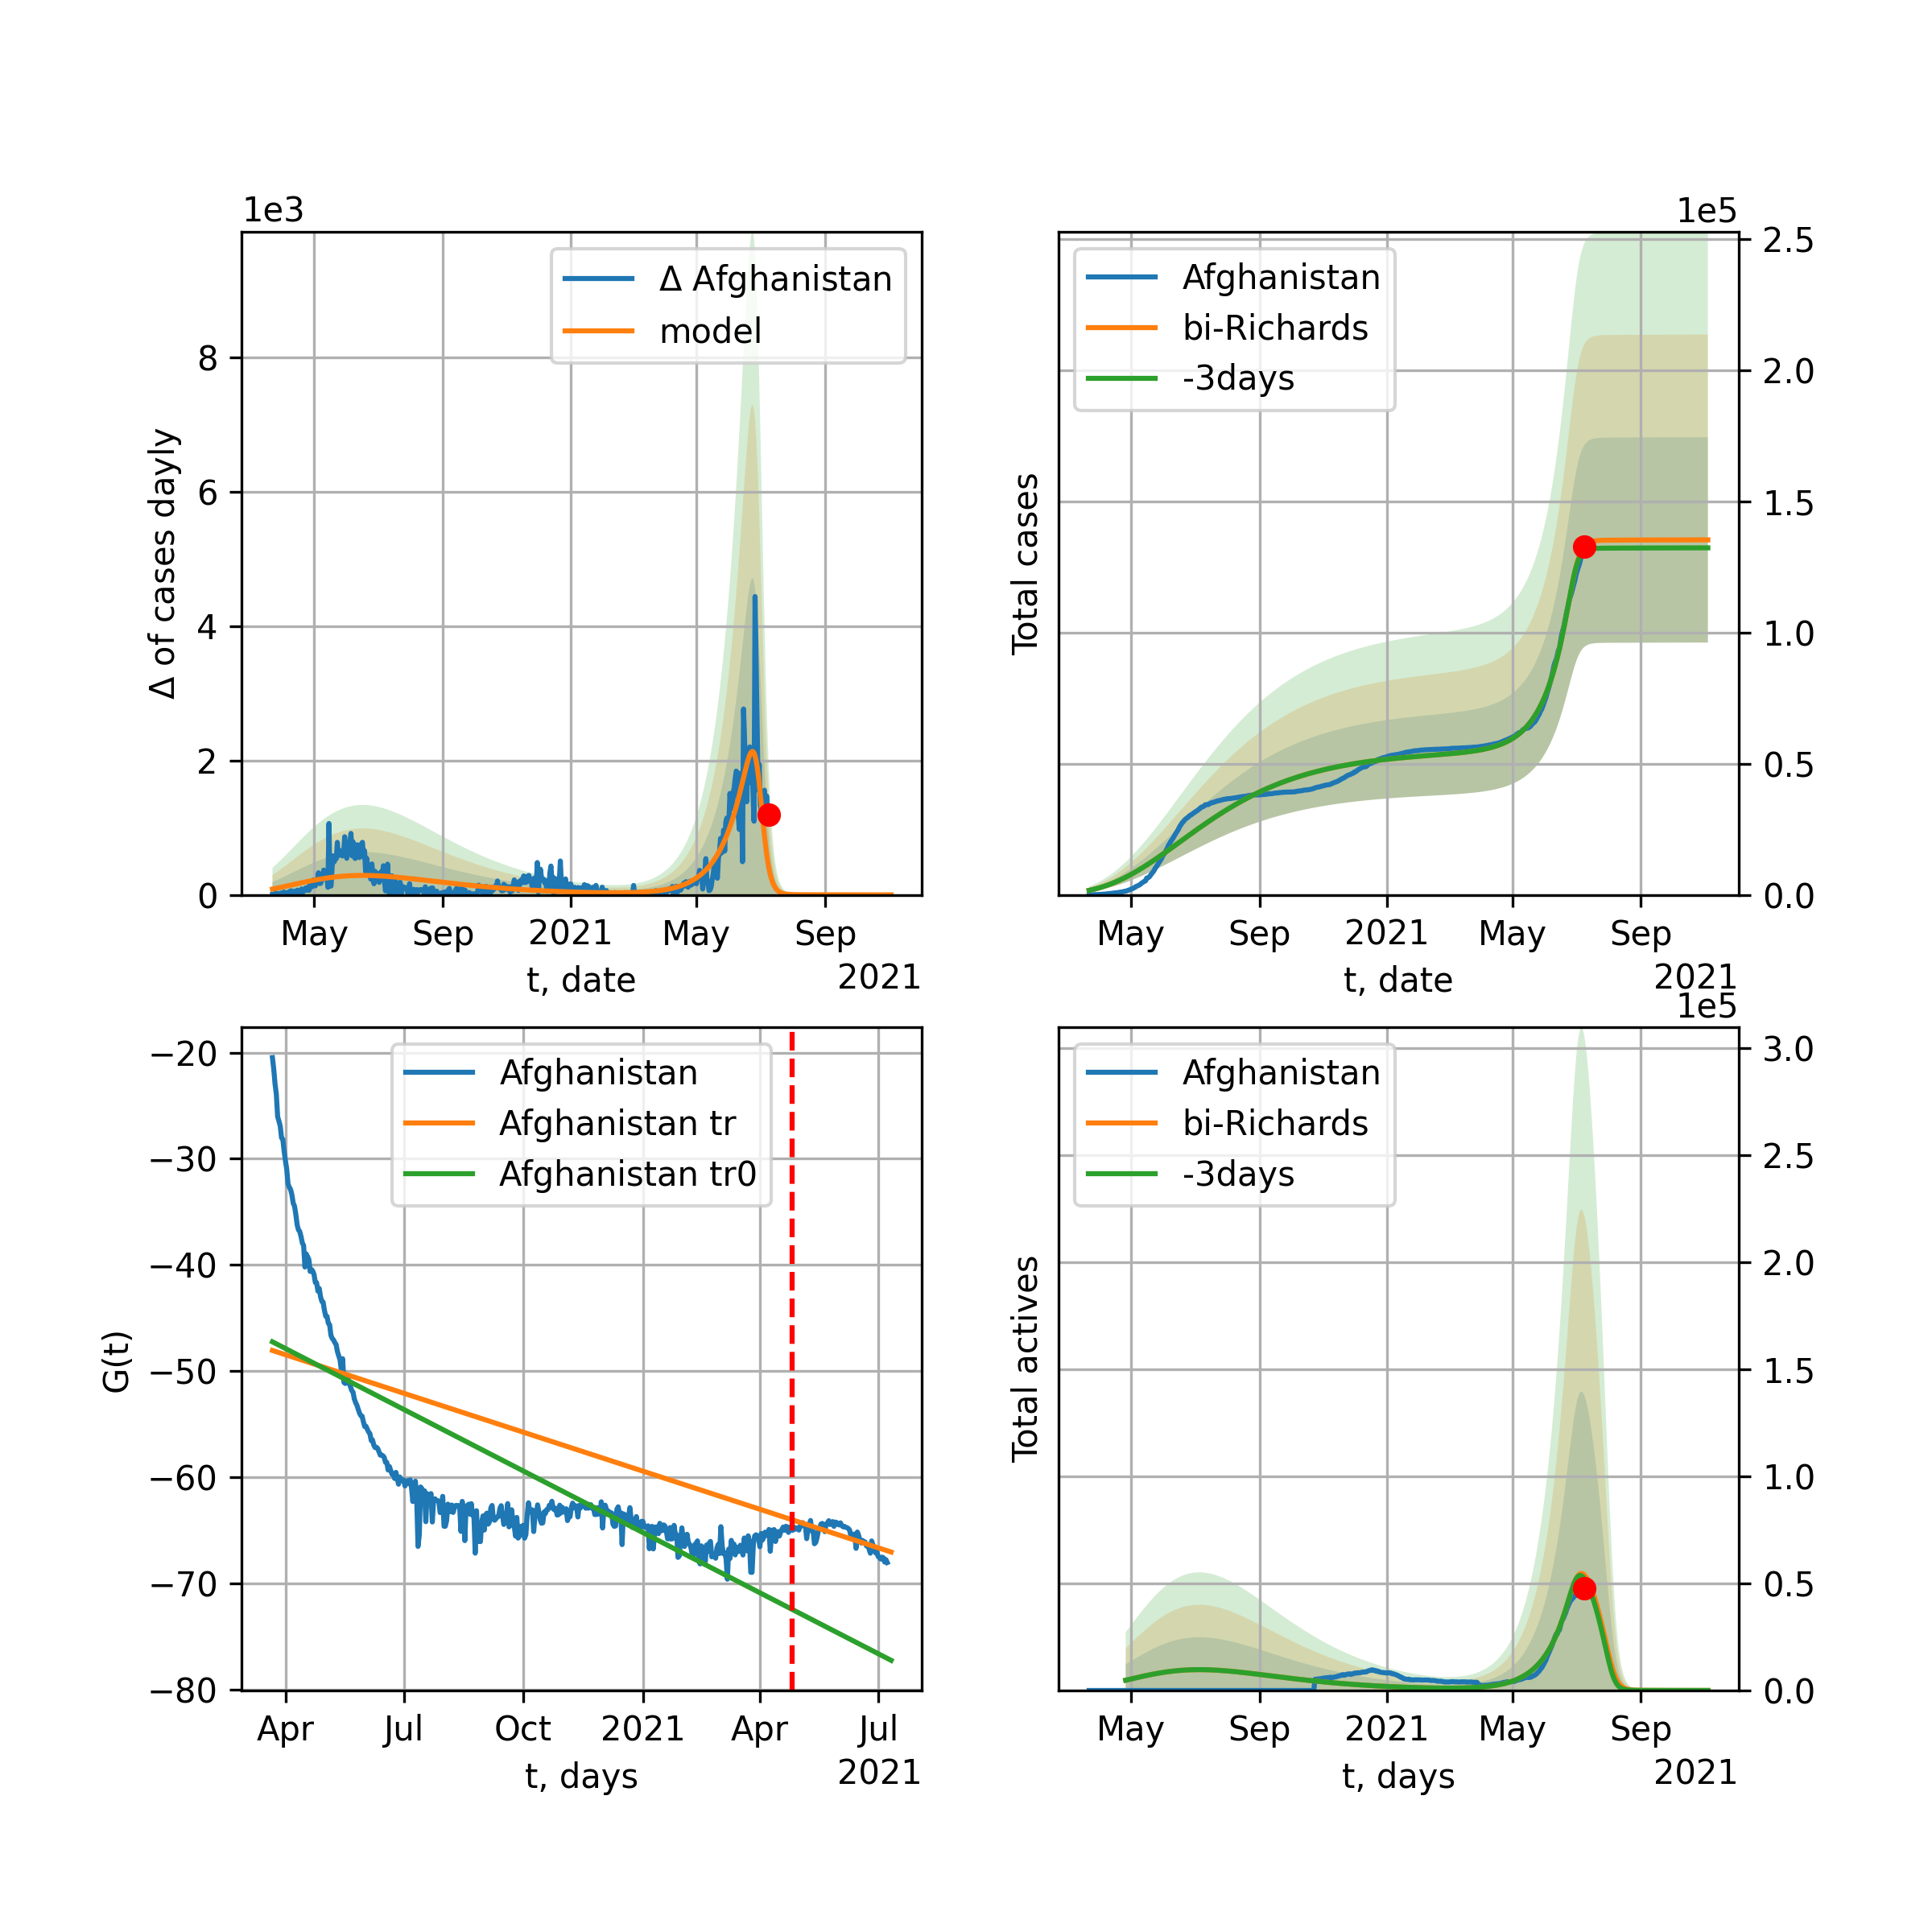 1e3
Δ Afghanistan
model
8
6
4
2
0
Δ of cases dayly
May Sep 2021 May Sep
2021
t, date
1e5
Afghanistan
bi-Richards
-3days
2.5
2.0
1.5
1.0
0.5
0.0
Total cases
May Sep 2021 May Sep
2021
t, date
Afghanistan
Afghanistan tr
Afghanistan tr0
−20
−30
−40
−50
−60
−70
−80
G(t)
Apr Jul Oct 2021 Apr Jul
2021
t, days
1e5
Afghanistan
bi-Richards
-3days
3.0
2.5
2.0
1.5
1.0
0.5
0.0
Total actives
May Sep 2021 May Sep
2021
t, days